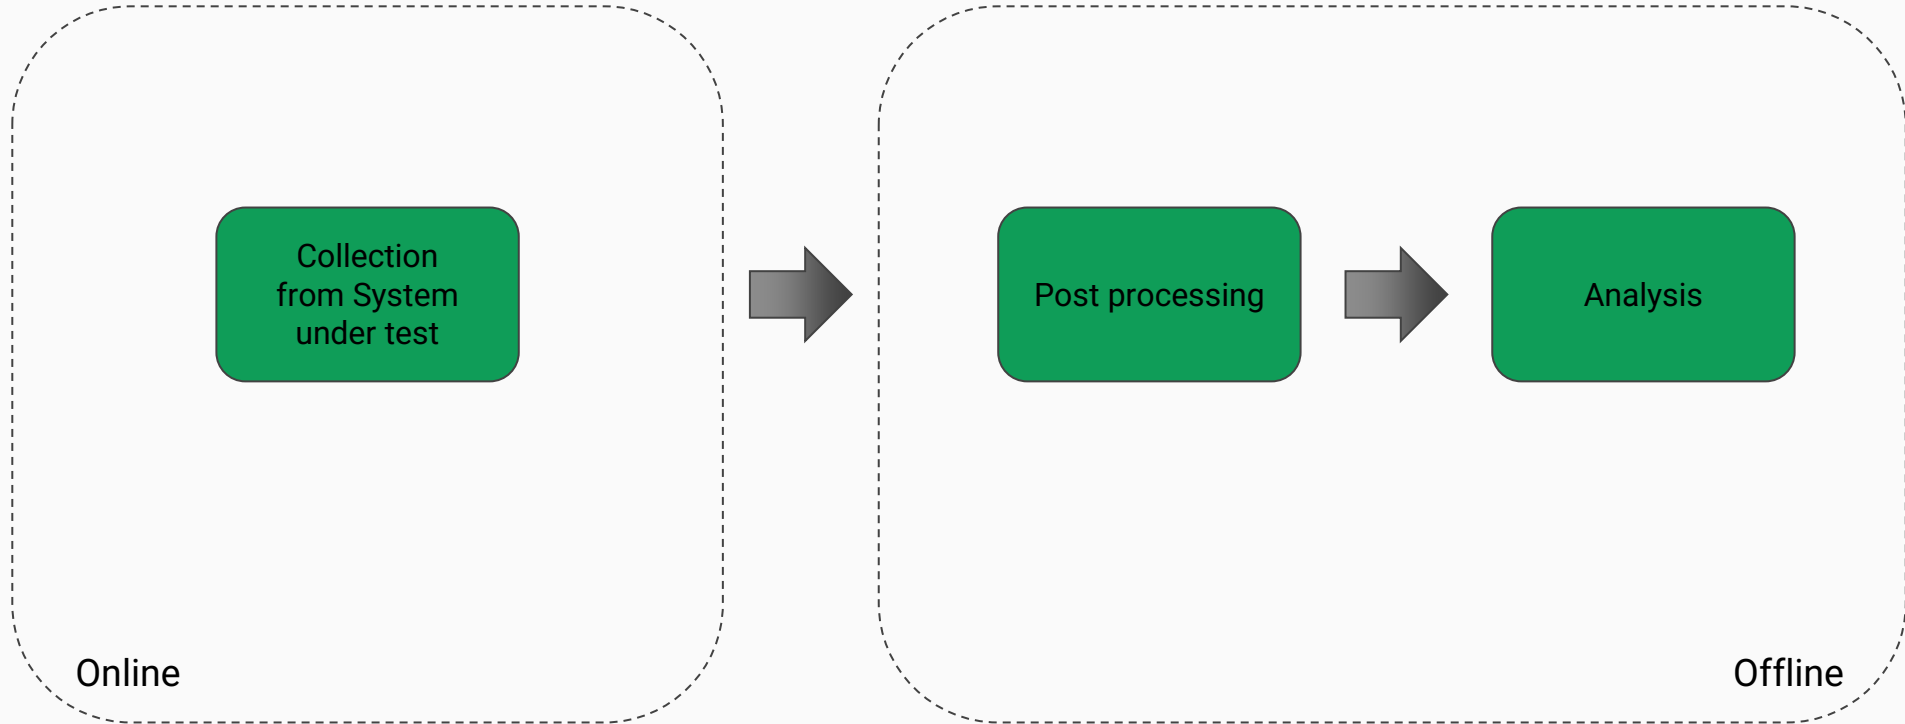 Collection
from System
under test
Post processing
Analysis
Online
Offline